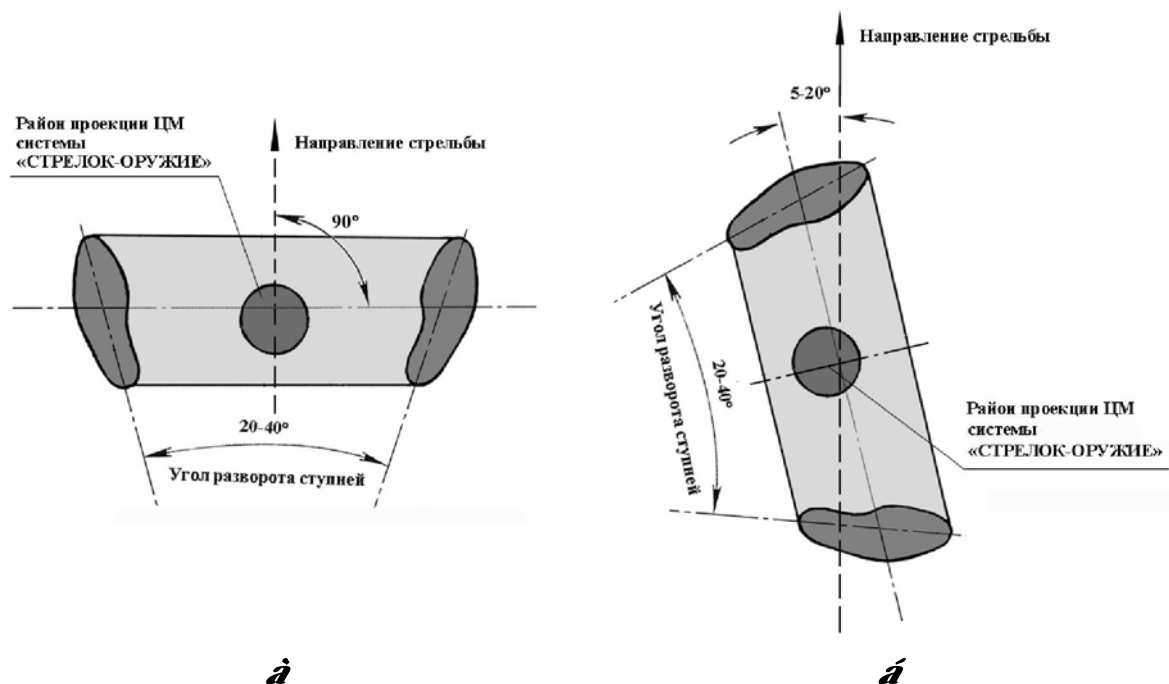 Район проекции ЦМ
системы
«СТРЕЛОК-ОРУЖИЕ»
Направление стрельбы
90°
20-40°
Угол разворота ступней
à
Направление стрельбы
5-20°
Угол разворота ступней
20-40°
Район проекции ЦМ
системы
«СТРЕЛОК-ОРУЖИЕ»
á